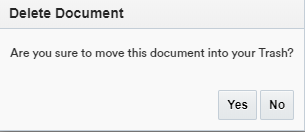 Delete Document
Are you sure to move this document into your Trash?
Yes No